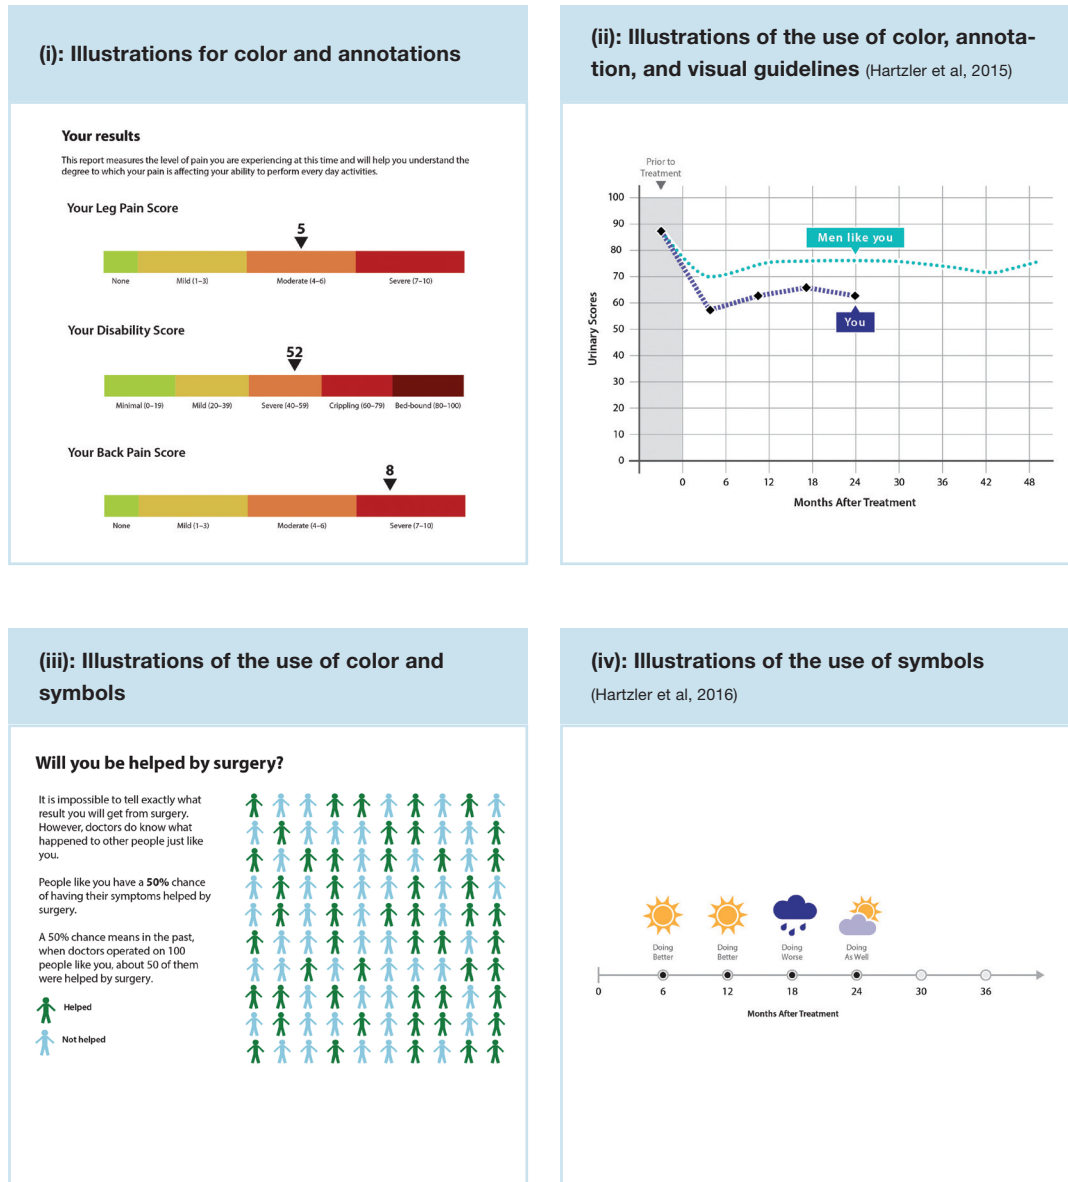 (i): Illustrations for color and annotations
Your results
This report measures the level of pain you are experiencing at this time and will help you understand the
degree to which your pain is affecting your ability to perform every day activities.
Your Leg Pain Score
5
None Mild (1–3) Moderate (4–6) Severe (7–10)
Your Disability Score
52
Minimal (0–19) Mild (20–39) Severe (40–59) Crippling (60–79) Bed-bound (80–100)
Your Back Pain Score
8
None Mild (1–3) Moderate (4–6) Severe (7–10)
(ii): Illustrations of the use of color, annota-
tion, and visual guidelines (Hartzler et al, 2015)
Prior to
Treatment
100
90
80
70
60
50
40
30
20
10
0
Urinary Scores
Men like you
You
0 6 12 18 24 30 36 42 48
Months After Treatment
(iii): Illustrations of the use of color and
symbols
Will you be helped by surgery?
It is impossible to tell exactly what
result you will get from surgery.
However, doctors do know what
happened to other people just like
you.
People like you have a 50% chance
of having their symptoms helped by
surgery.
A 50% chance means in the past,
when doctors operated on 100
people like you, about 50 of them
were helped by surgery.
Helped
Not helped
(iv): Illustrations of the use of symbols
(Hartzler et al, 2016)
Doing Doing Doing Doing
Better Better Worse As Well
0 6 12 18 24 30 36
Months After Treatment